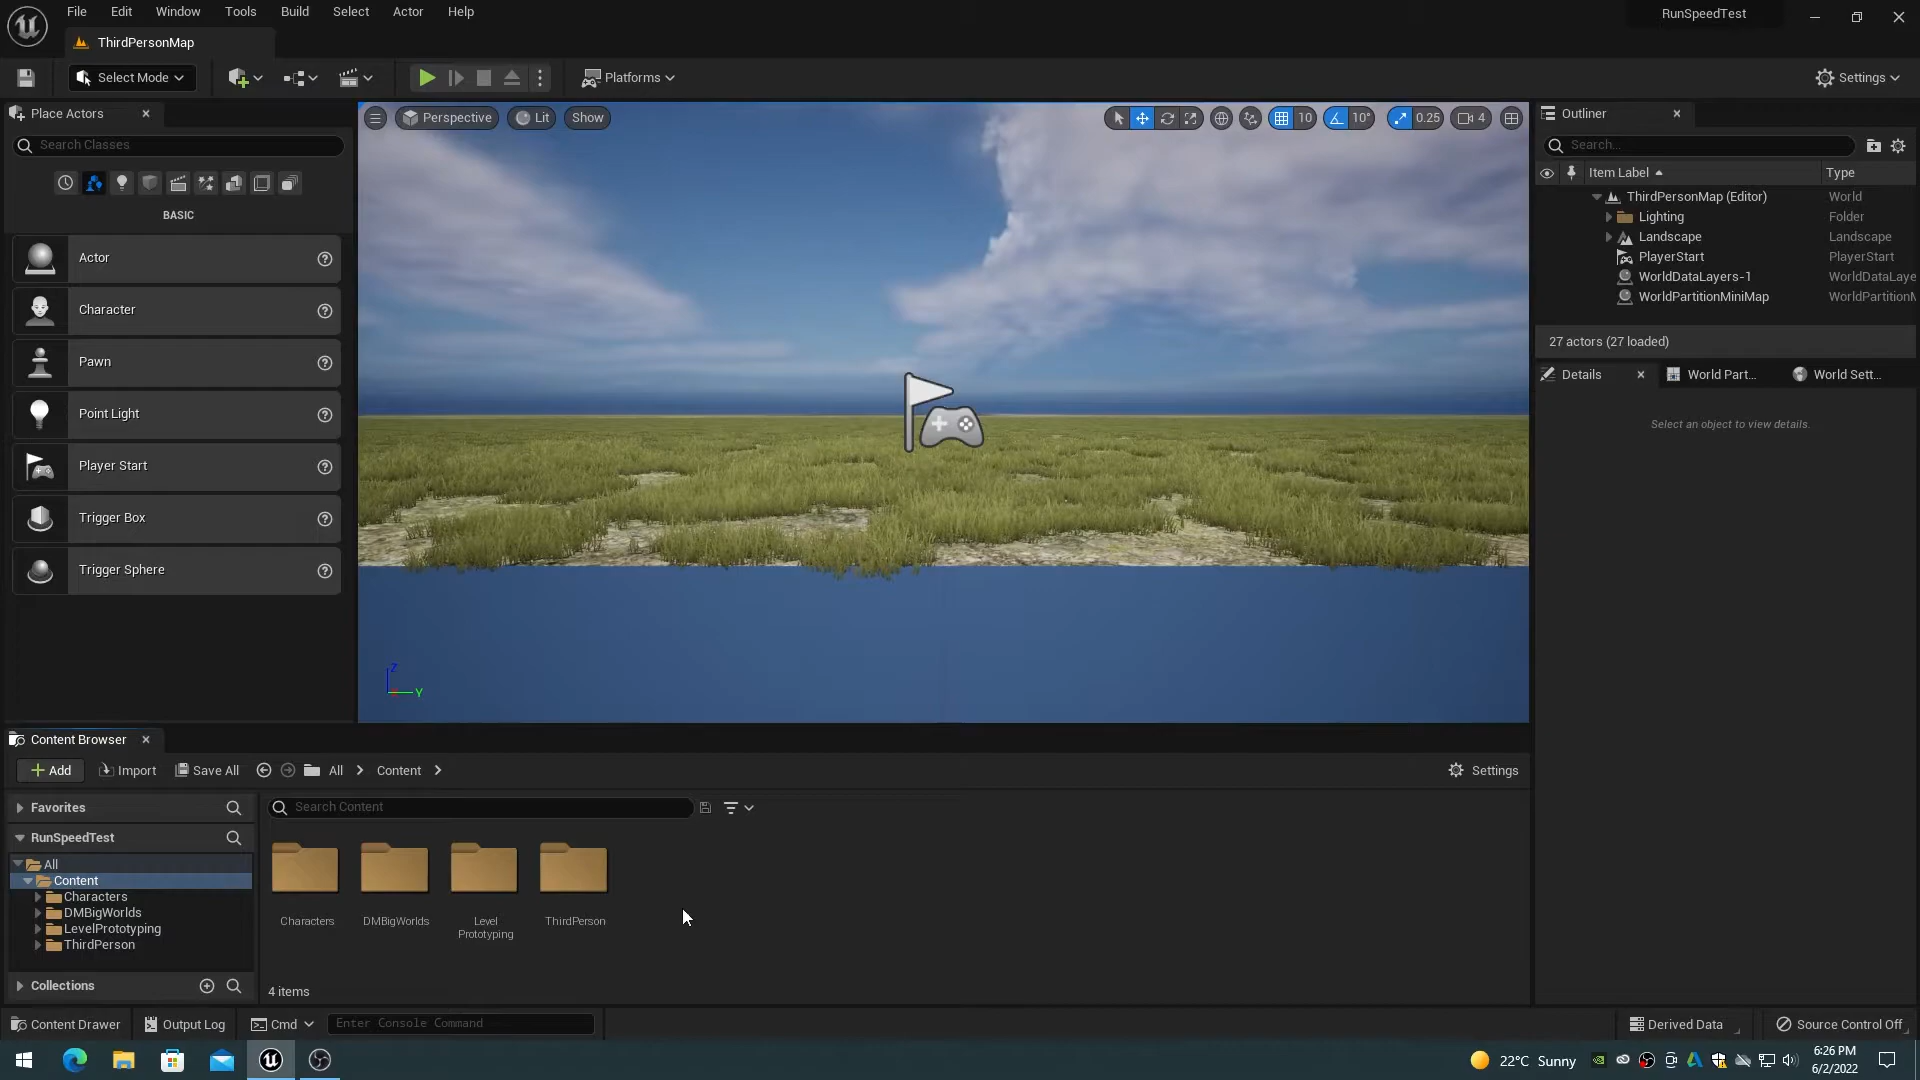 File Edit Window Tools Build Select Actor Help
RunSpeedTest
ThirdPersonMap
Select Mode
Platforms
Settings
Place Actors
Search Classes
BASIC
Actor
Character
Pawn
Point Light
Player Start
Trigger Box
Trigger Sphere
Perspective Lit Show
10 10° 0.25 4
Z
Y
Outliner
Search...
Item Label Type
ThirdPersonMap (Editor) World
Lighting Folder
Landscape Landscape
PlayerStart PlayerStart
WorldDataLayers-1 WorldDataLaye
WorldPartitionMiniMap WorldPartitionM
27 actors (27 loaded)
Details World Part... World Sett...
Select an object to view details.
Content Browser
Add Import Save All All Content
Settings
Favorites
Search Content
RunSpeedTest
All
Content
Characters
DMBigWorlds
LevelPrototyping
ThirdPerson
Collections
Characters
DMBigWorlds
Level
Prototyping
ThirdPerson
4 items
Content Drawer Output Log Cmd Enter Console Command
Derived Data Source Control Off
22°C Sunny
6:26 PM
6/2/2022